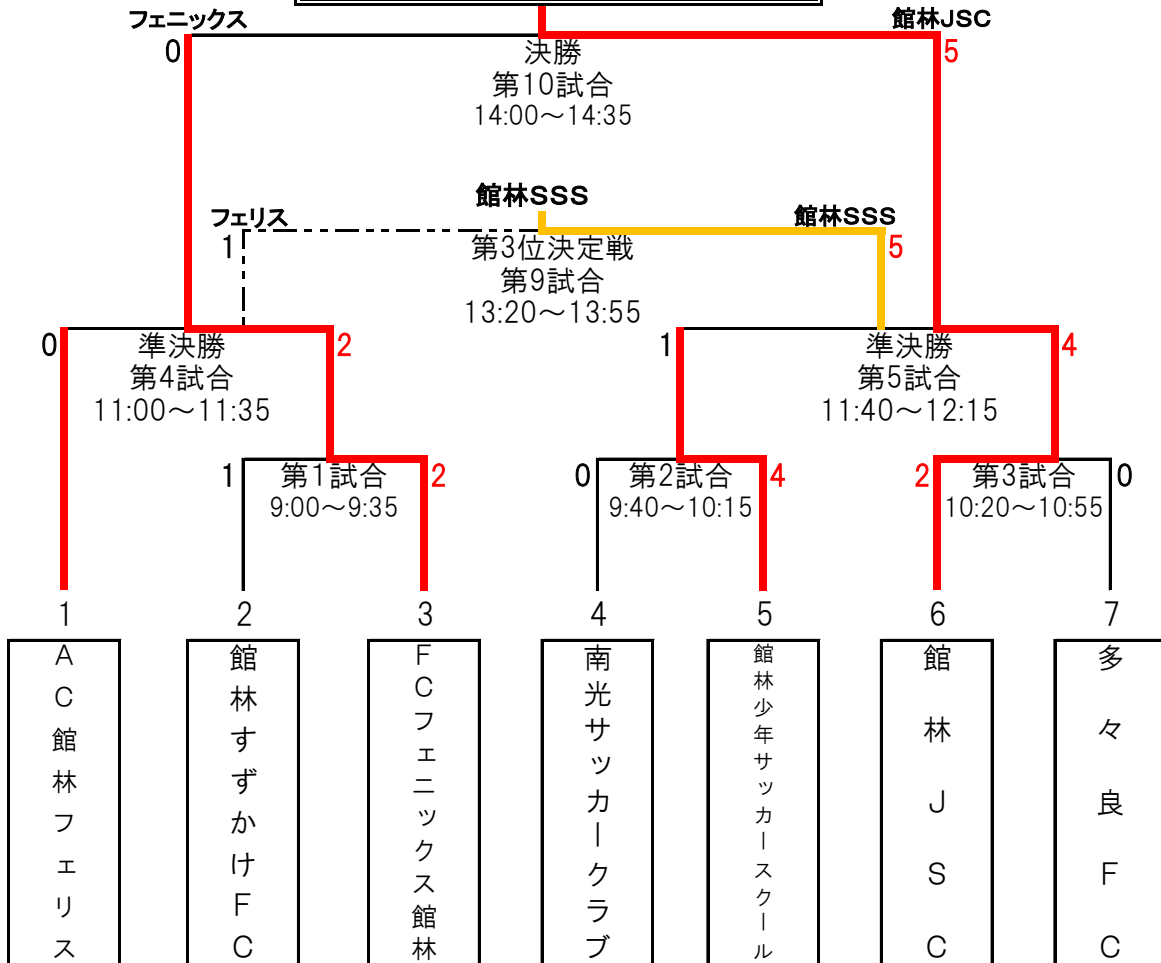 フェニックス
館林JSC
0
5
決勝
第10試合
14:00～14:35
館林SSS
フェリス
館林SSS
1
5
第3位決定戦
第9試合
13:20～13:55
0
準決勝
2
第4試合
11:00～11:35
1
準決勝
4
第5試合
11:40～12:15
1
第1試合
2
9:00～9:35
0
第2試合
4
9:40～10:15
2
第3試合
0
10:20～10:55
1
2
3
4
5
6
7
AC館林フェリス
館林すずかけFC
FCフェニックス館林
南光サッカークラブ
館林少年サッカースクール
館林JSC
多々良FC